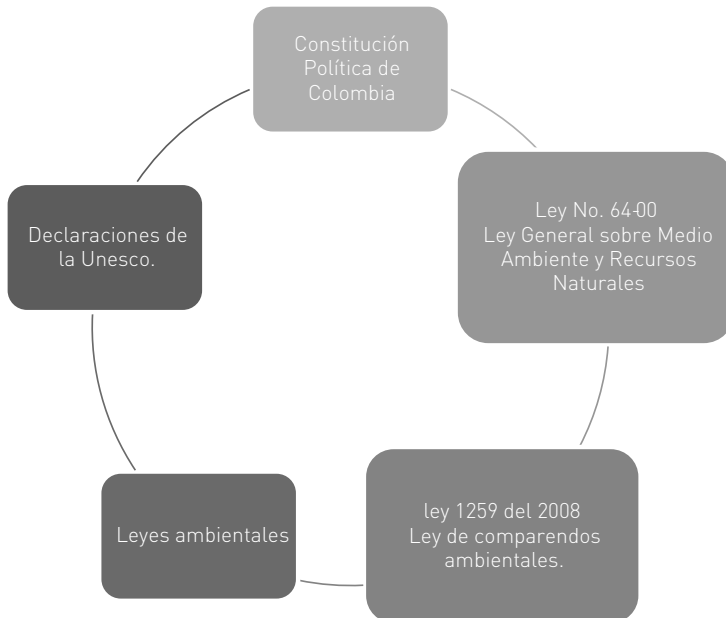 Constitución
Política de
Colombia
Ley No. 64-00
Ley General sobre Medio
Ambiente y Recursos
Naturales
ley 1259 del 2008
Ley de comparendos
ambientales.
Leyes ambientales
Declaraciones de
la Unesco.